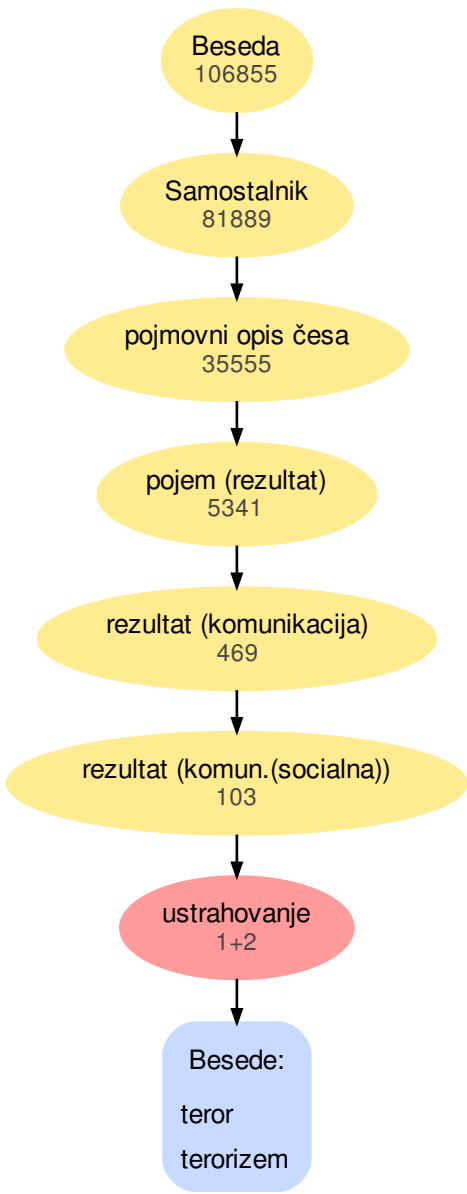 Beseda
106855
Samostalnik
81889
pojmovni opis česa
35555
pojem (rezultat)
5341
rezultat (komunikacija)
469
rezultat (komun.(socialna))
103
ustrahovanje
1+2
Besede:
teror
terorizem